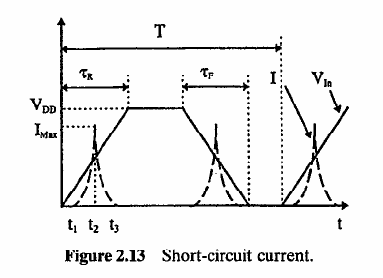 T
τR τF
I VIn
VDD
IMax
t1 t2 t3 t
Figure 2.13 Short-circuit current.